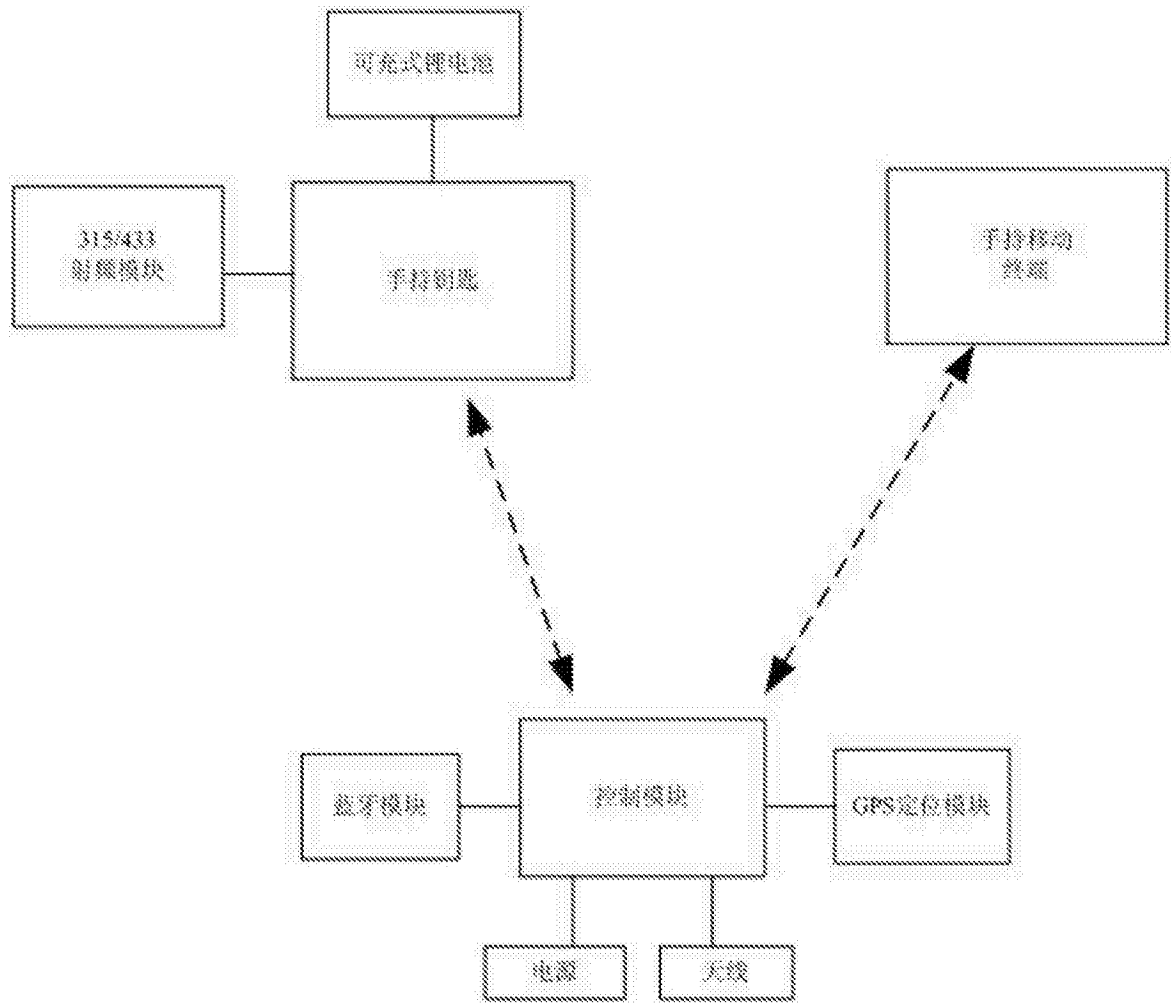 可充式锂电池
315/433
射频模块
手持钥匙
手持移动
终端
蓝牙模块
控制模块
GPS定位模块
电源
天线